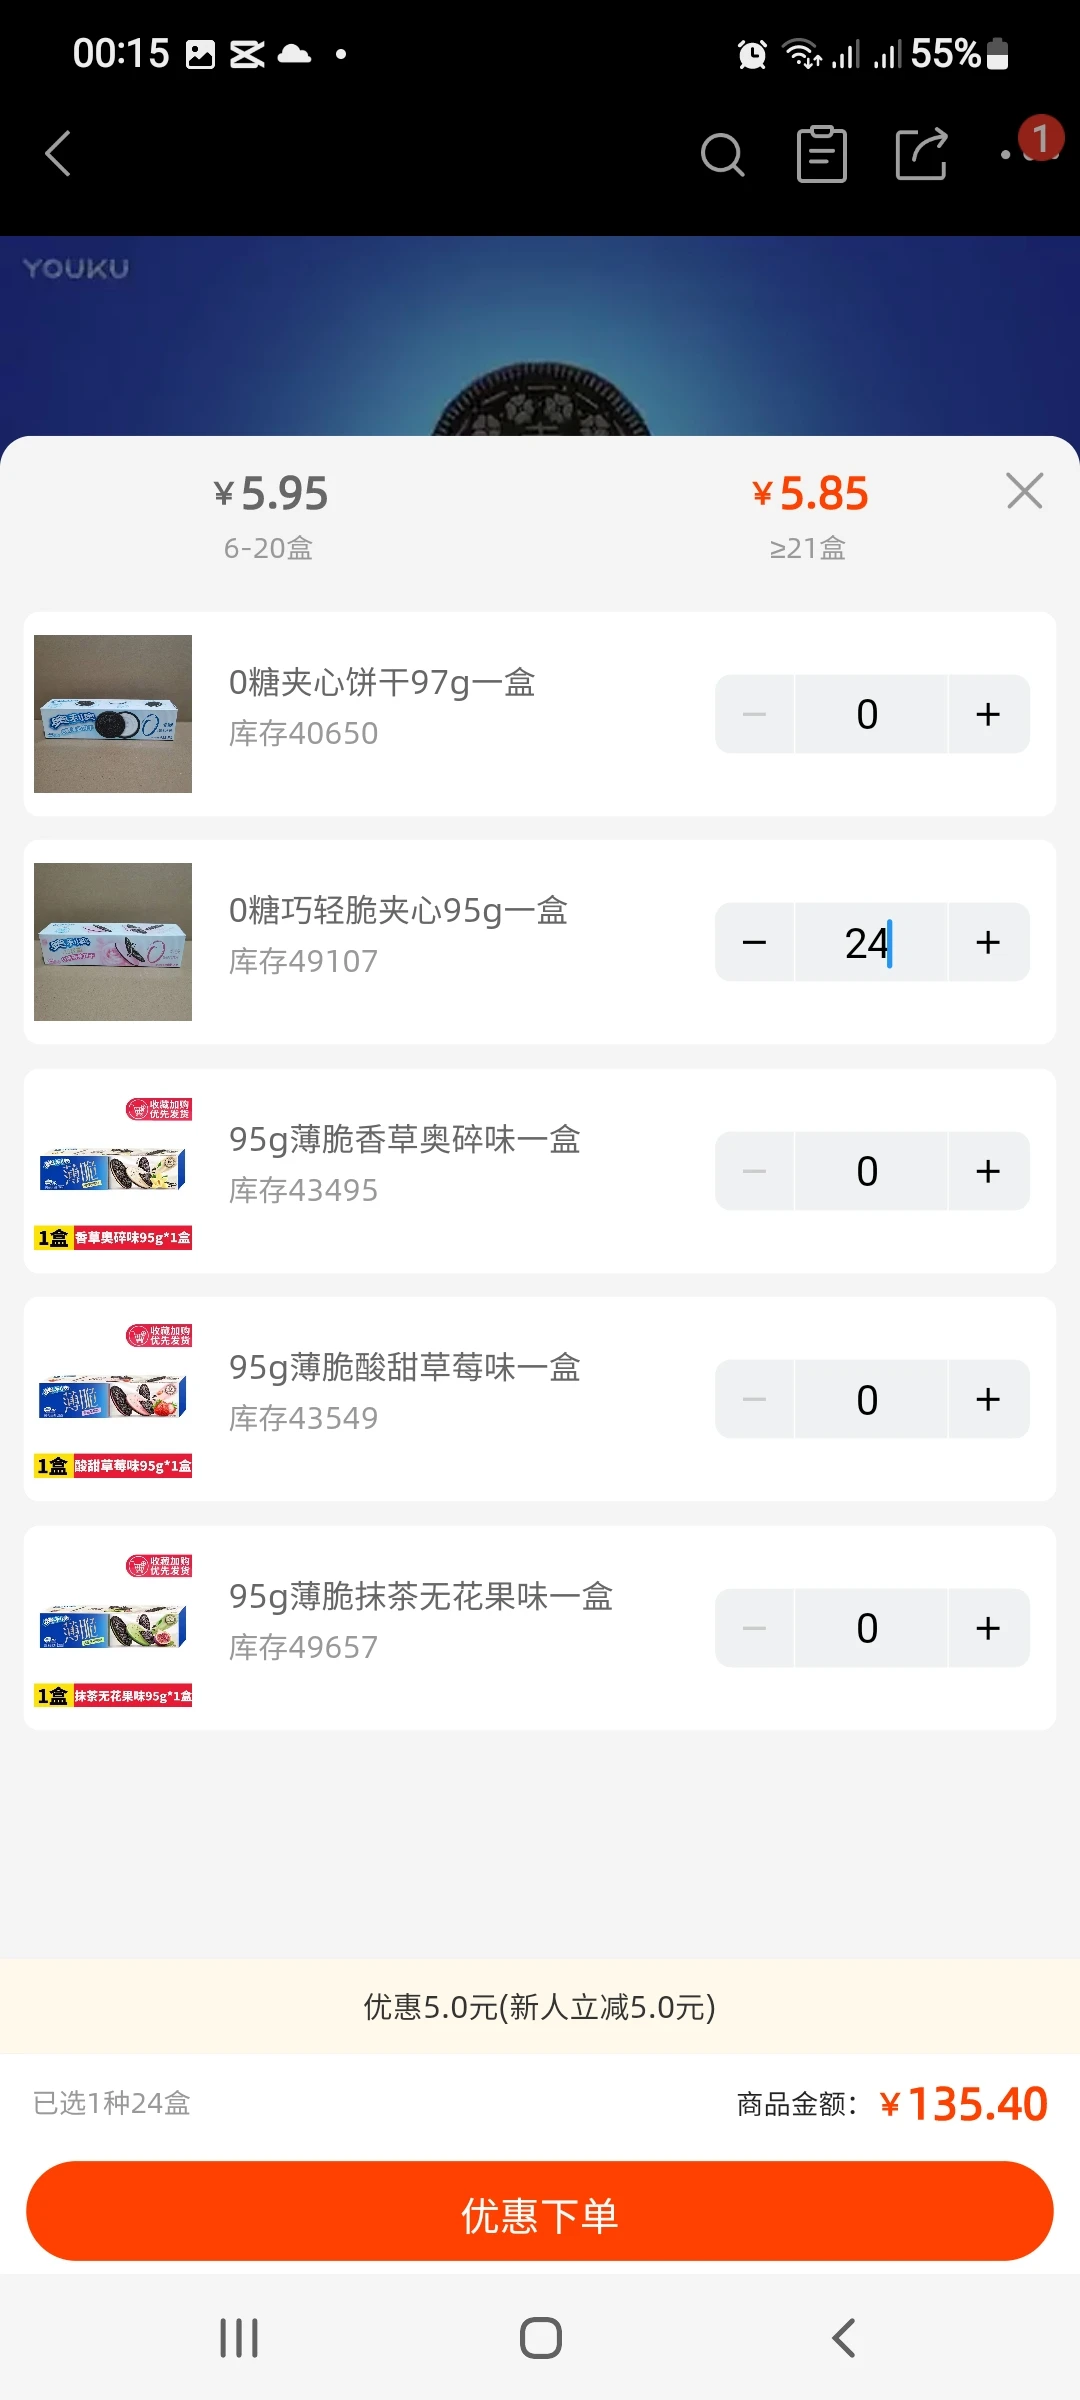 00:15
55%
1
YOUKU
¥5.95
¥5.85
6-20盒
≥21盒
0糖夹心饼干97g一盒
库存40650
0
奥利奥
0糖巧轻脆夹心95g一盒
库存49107
24
奥利奥
收藏加购
优先发货
薄脆
1盒 香草奥碎味95g*1盒
95g薄脆香草奥碎味一盒
库存43495
0
收藏加购
优先发货
薄脆
1盒 酸甜草莓味95g*1盒
95g薄脆酸甜草莓味一盒
库存43549
0
收藏加购
优先发货
薄脆
1盒 抹茶无花果味95g*1盒
95g薄脆抹茶无花果味一盒
库存49657
0
优惠5.0元(新人立减5.0元)
已选1种24盒
商品金额：¥135.40
优惠下单